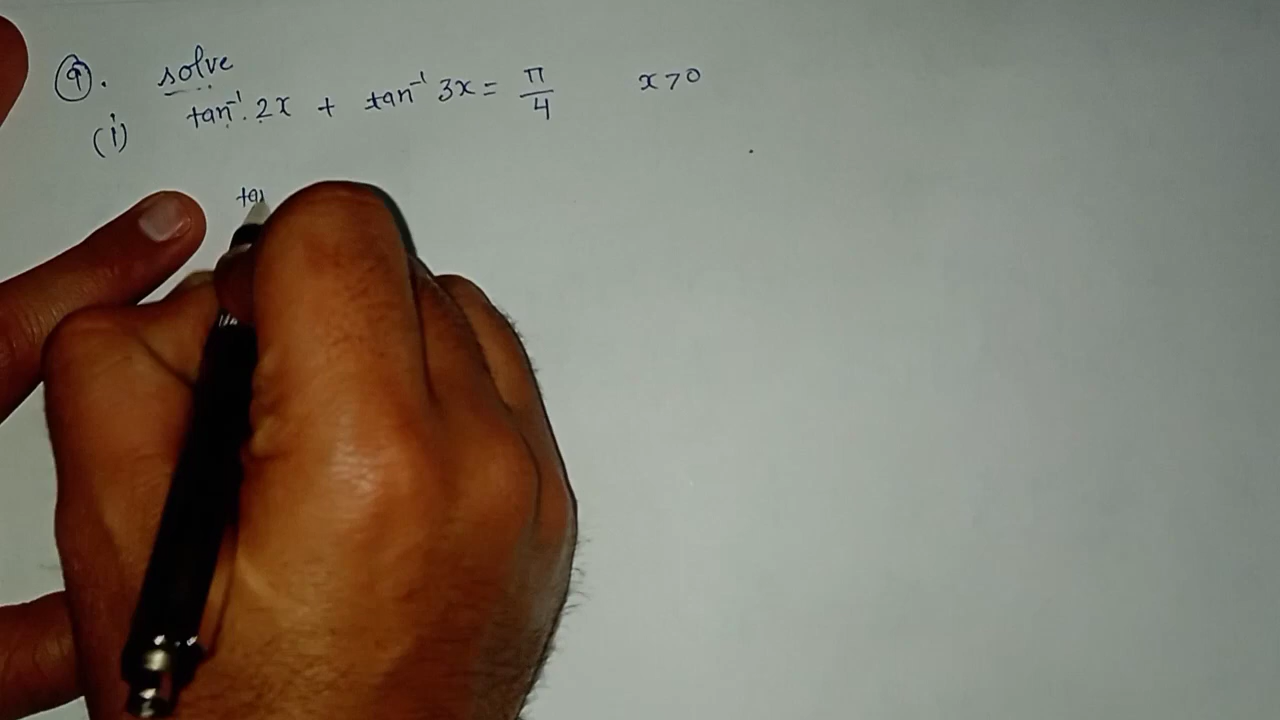 9. solve
(i) tan⁻¹ 2x + tan⁻¹ 3x = π/4 x>0